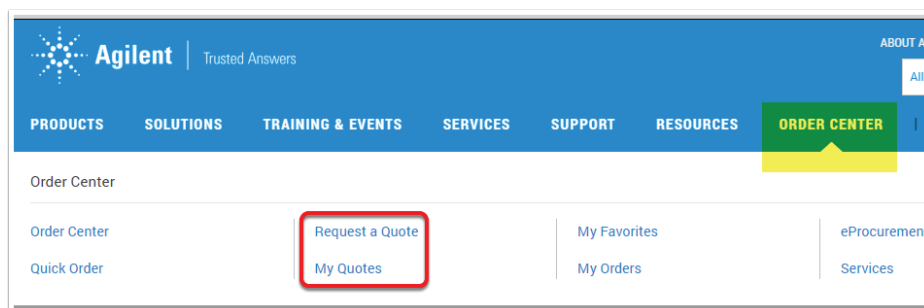 ABOUT A
Agilent | Trusted Answers
All
PRODUCTS SOLUTIONS TRAINING & EVENTS SERVICES SUPPORT RESOURCES ORDER CENTER |
Order Center
Order Center Request a Quote My Favorites eProcuremen
Quick Order My Quotes My Orders Services